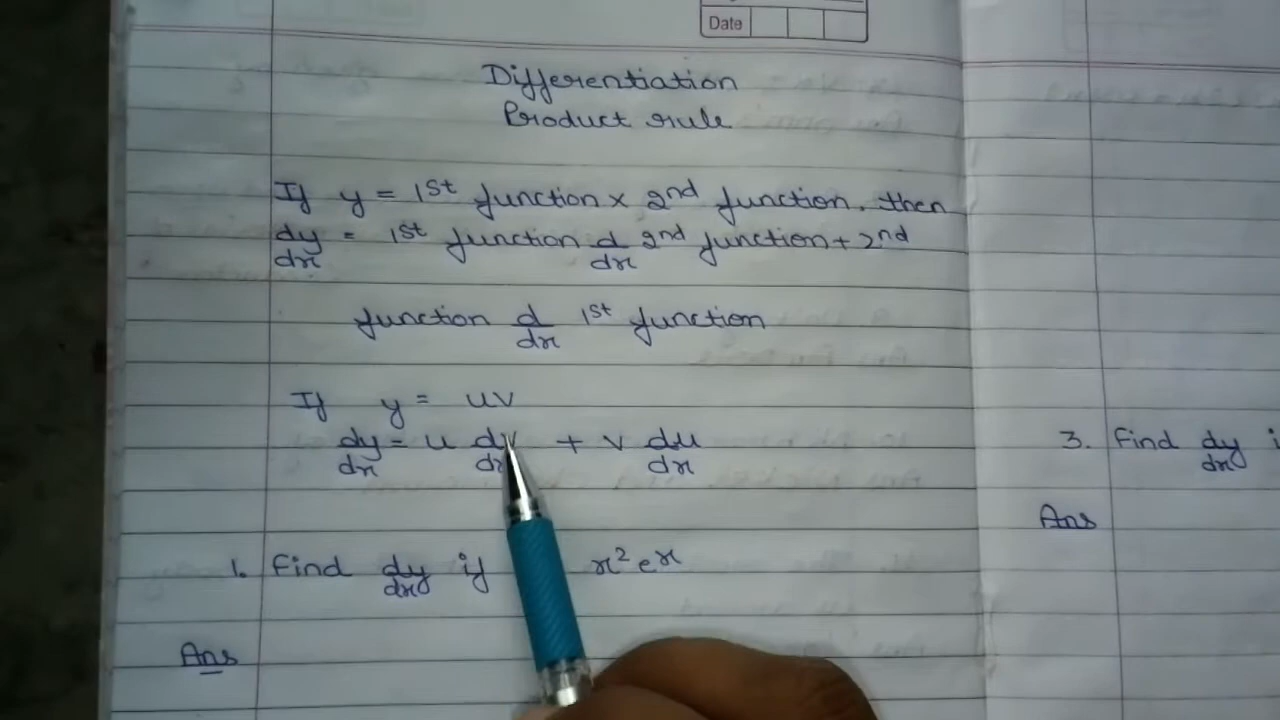 Date
Differentiation
Product rule
If y = 1st function x 2nd function. then
dy/dx = 1st function d/dx 2nd function + 2nd
function d/dx 1st function
If y = uv
dy/dx = u dv/dx + v du/dx
1. Find dy/dx if x²eˣ
Ans
3. Find dy/dx i
Ans